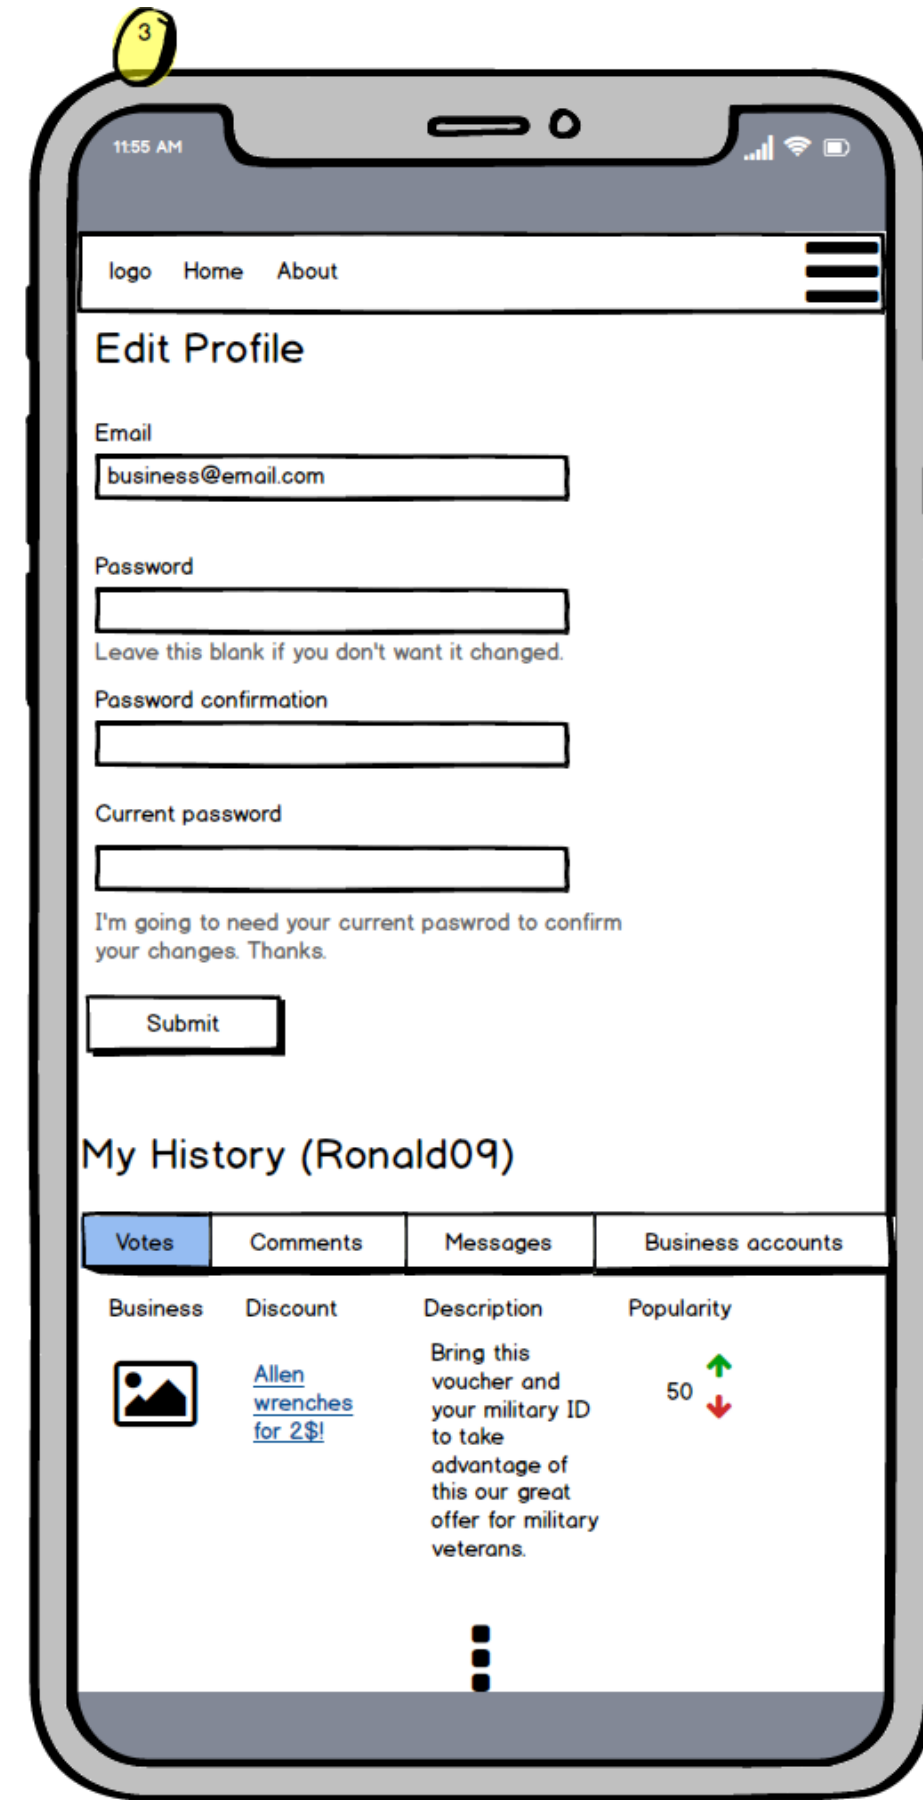 3
11:55 AM
logo Home About
Edit Profile
Email
business@email.com
Password
Leave this blank if you don't want it changed.
Password confirmation
Current password
I'm going to need your current paswrod to confirm
your changes. Thanks.
Submit
My History (Ronald09)
Votes Comments Messages Business accounts
Business Discount Description Popularity
Allen
wrenches
for 2$!
Bring this
voucher and
your military ID
to take
advantage of
this our great
offer for military
veterans.
50